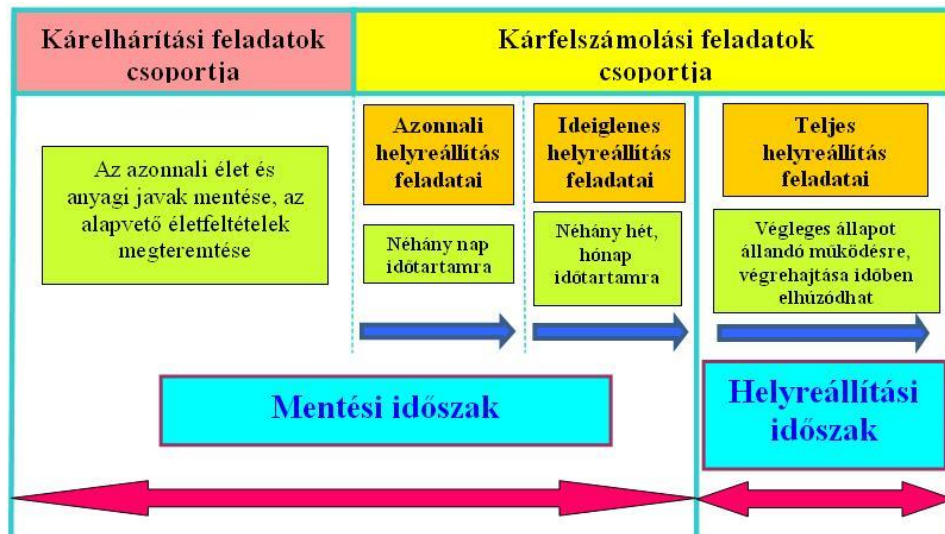 Kárelhárítási feladatok
csoportja
Kárfelszámolási feladatok
csoportja
Az azonnali élet és
anyagi javak mentése, az
alapvető életfeltételek
megteremtése
Azonnali
helyreállítás
feladatai
Néhány nap
időtartamra
Ideiglenes
helyreállítás
feladatai
Néhány hét,
hónap
időtartamra
Teljes
helyreállítás
feladatai
Végleges állapot
állandó működésre,
végrehajtása időben
elhúzódhat
Mentési időszak
Helyreállítási
időszak